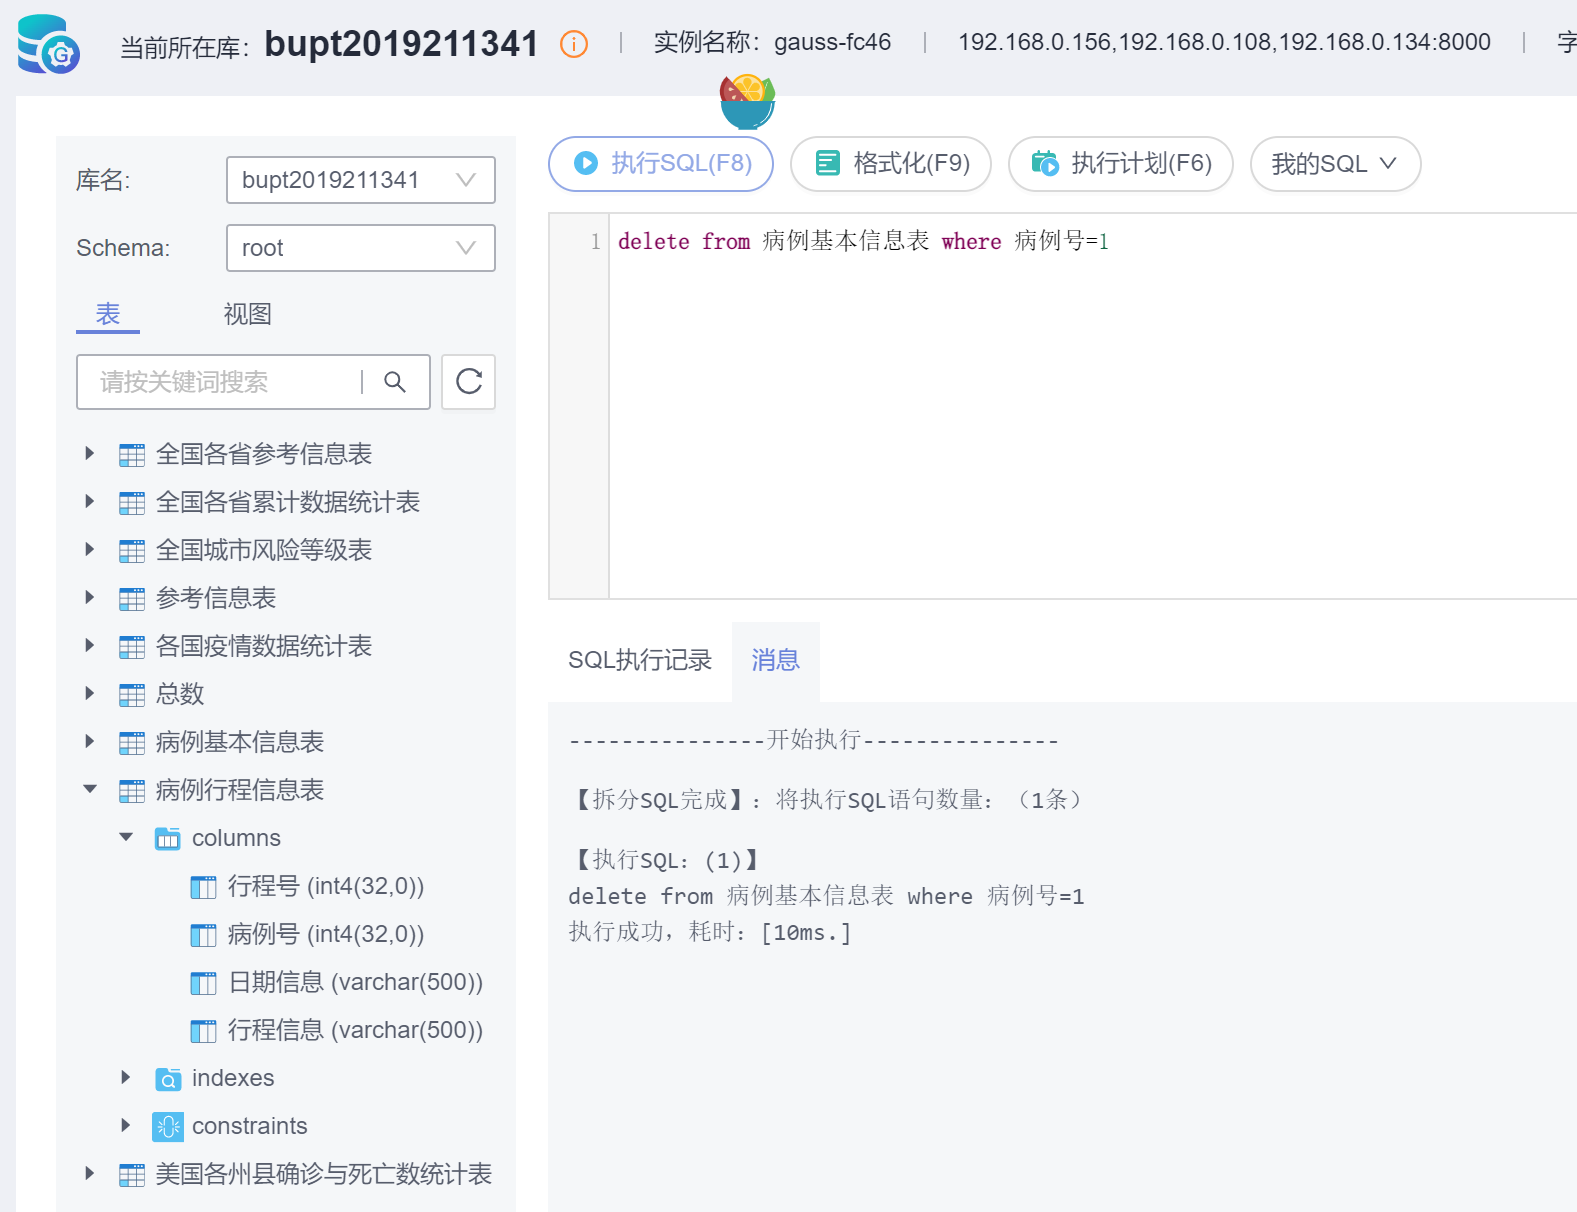 当前所在库: bupt2019211341
实例名称: gauss-fc46
192.168.0.156,192.168.0.108,192.168.0.134:8000
字
库名: bupt2019211341
Schema: root
表 视图
请按关键词搜索
全国各省参考信息表
全国各省累计数据统计表
全国城市风险等级表
参考信息表
各国疫情数据统计表
总数
病例基本信息表
病例行程信息表
columns
行程号 (int4(32,0))
病例号 (int4(32,0))
日期信息 (varchar(500))
行程信息 (varchar(500))
indexes
constraints
美国各州县确诊与死亡数统计表
执行SQL(F8) 格式化(F9) 执行计划(F6) 我的SQL
1 delete from 病例基本信息表 where 病例号=1
SQL执行记录 消息
---------------开始执行---------------
【拆分SQL完成】: 将执行SQL语句数量: （1条）
【执行SQL: (1)】
delete from 病例基本信息表 where 病例号=1
执行成功，耗时: [10ms.]